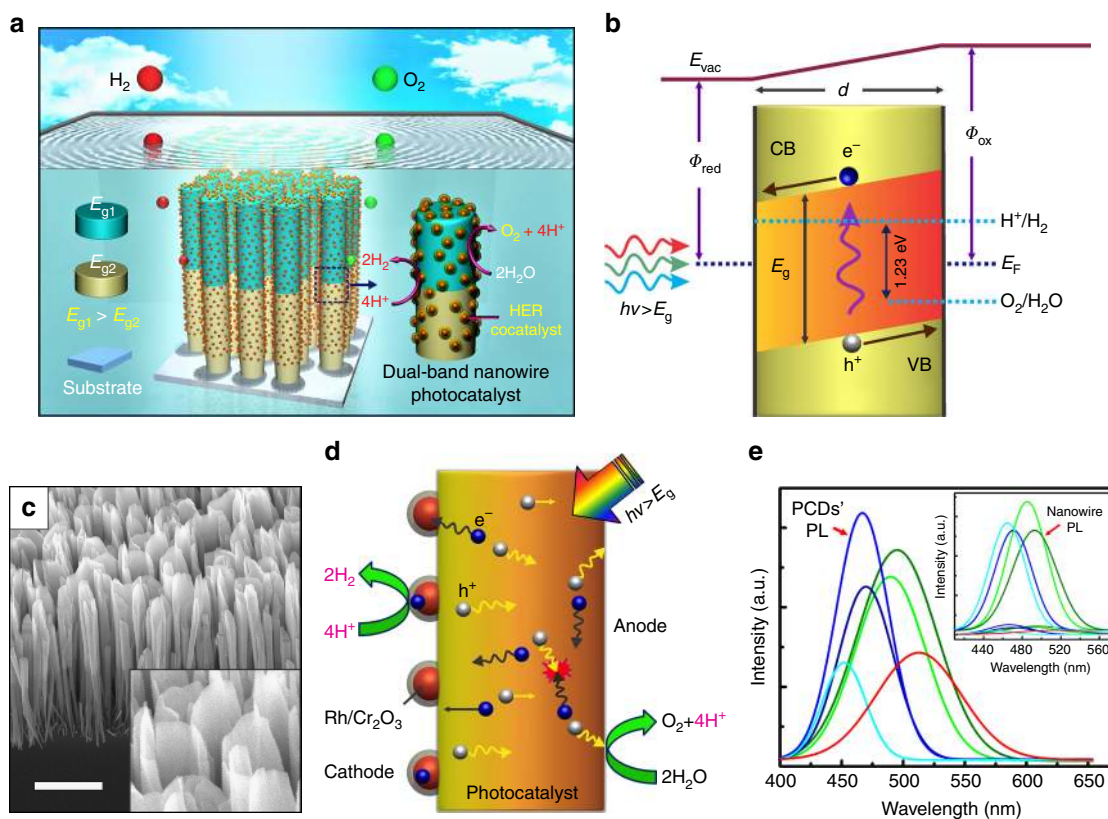 a
H2
O2
Eg1
Eg2
Eg1 > Eg2
Substrate
O2 + 4H+
2H2
2H2O
4H+
HER
cocatalyst
Dual-band nanowire
photocatalyst
b
Evac
d
Φred
Φox
CB
e−
H+/H2
Eg
1.23 eV
EF
O2/H2O
hv>Eg
h+
VB
c
d
hv>Eg
e−
2H2
h+
4H+
Anode
Rh/Cr2O3
O2+4H+
Cathode
2H2O
Photocatalyst
e
PCDs'
PL
Nanowire
PL
Intensity (a.u.)
440 480 520 560
Wavelength (nm)
Intensity (a.u.)
400 450 500 550 600 650
Wavelength (nm)